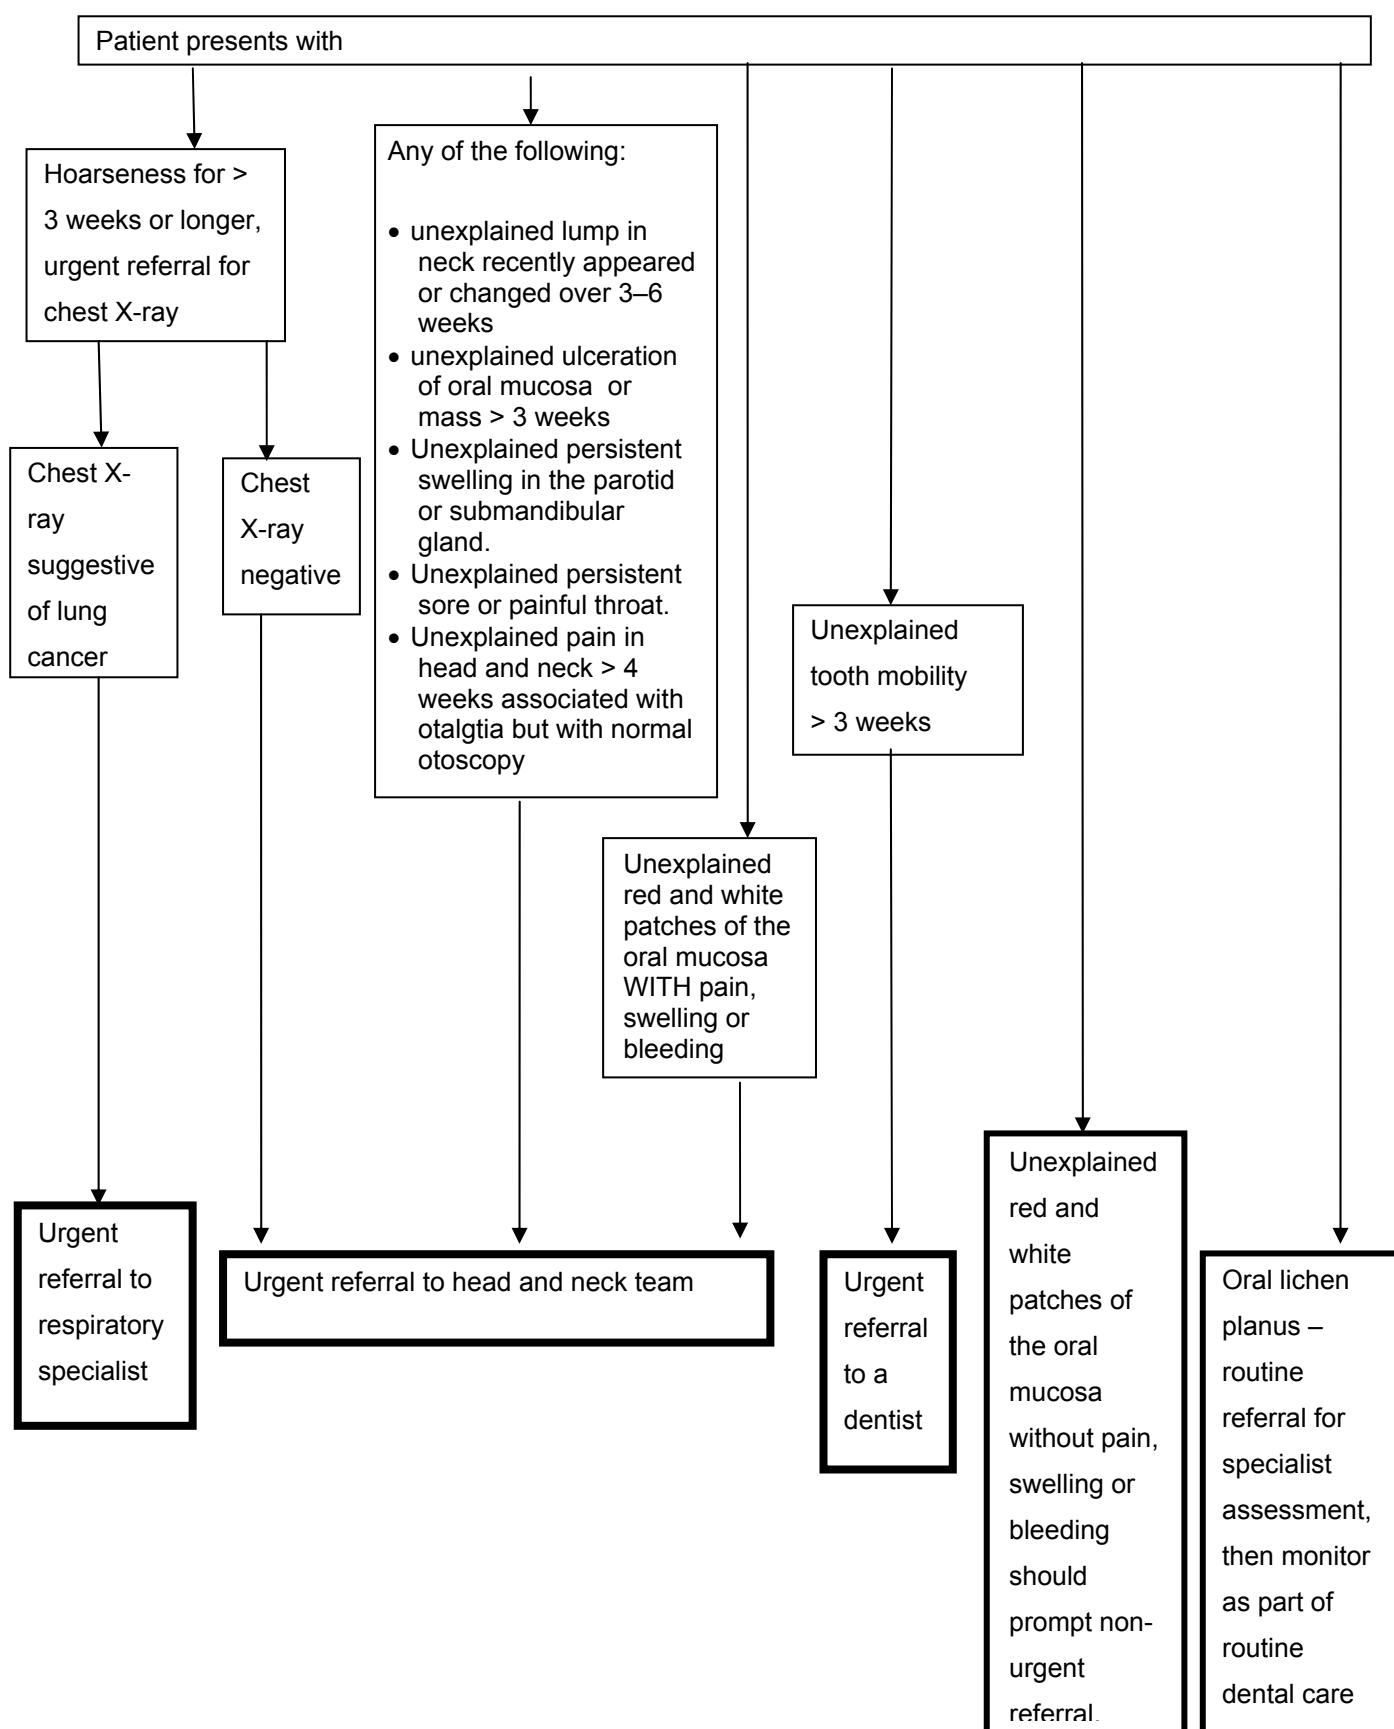 Patient presents with
Hoarseness for >
3 weeks or longer,
urgent referral for
chest X-ray
Any of the following:
• unexplained lump in
neck recently appeared
or changed over 3–6
weeks
• unexplained ulceration
of oral mucosa or
mass > 3 weeks
• Unexplained persistent
swelling in the parotid
or submandibular
gland.
• Unexplained persistent
sore or painful throat.
• Unexplained pain in
head and neck > 4
weeks associated with
otalgtia but with normal
otoscopy
Chest X-
ray
suggestive
of lung
cancer
Chest
X-ray
negative
Unexplained
tooth mobility
> 3 weeks
Unexplained
red and white
patches of the
oral mucosa
WITH pain,
swelling or
bleeding
Urgent
referral to
respiratory
specialist
Urgent referral to head and neck team
Urgent
referral
to a
dentist
Unexplained
red and
white
patches of
the oral
mucosa
without pain,
swelling or
bleeding
should
prompt non-
urgent
referral.
Oral lichen
planus –
routine
referral for
specialist
assessment,
then monitor
as part of
routine
dental care